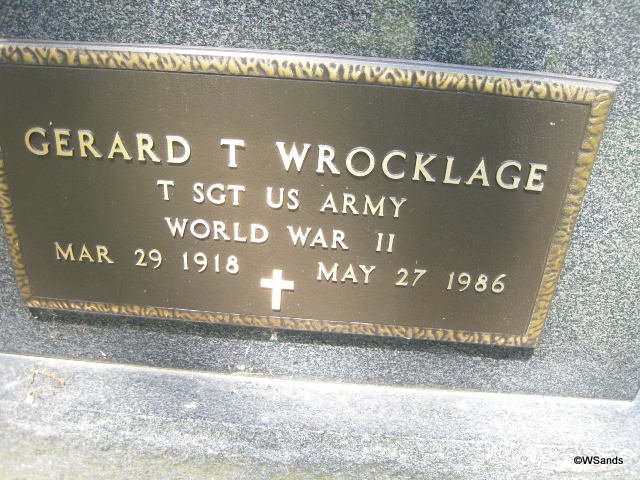 GERARD T WROCKLAGE
T SGT US ARMY
WORLD WAR II
MAR 29 1918 MAY 27 1986
©WSands